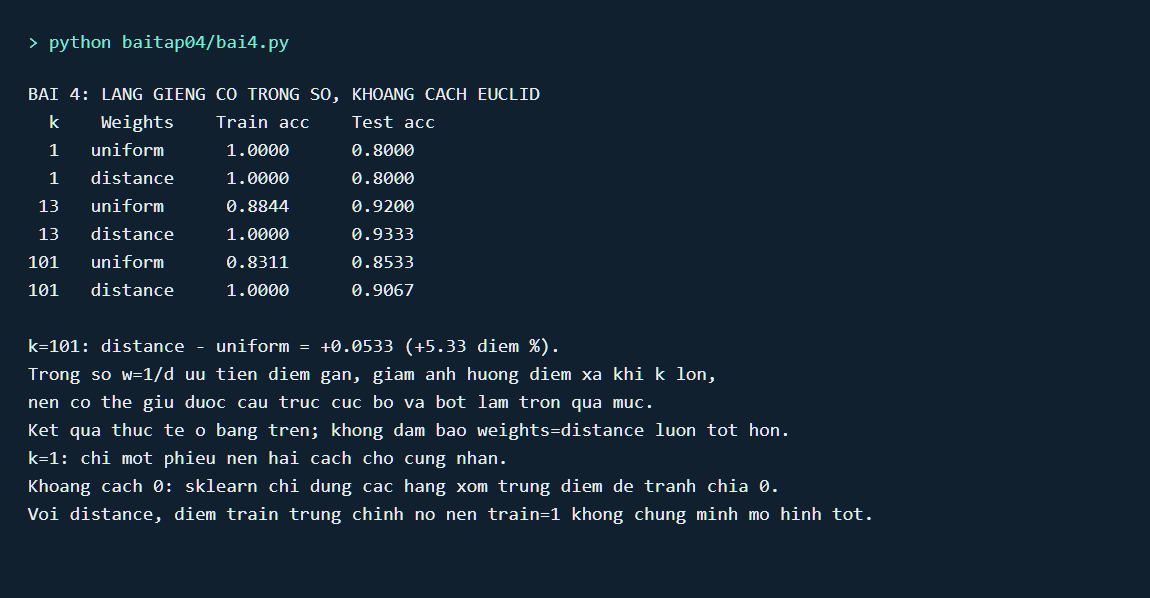 > python baitap04/bai4.py
BAI 4: LANG GIENG CO TRONG SO, KHOANG CACH EUCLID
k Weights Train acc Test acc
1 uniform 1.0000 0.8000
1 distance 1.0000 0.8000
13 uniform 0.8844 0.9200
13 distance 1.0000 0.9333
101 uniform 0.8311 0.8533
101 distance 1.0000 0.9067
k=101: distance - uniform = +0.0533 (+5.33 diem %).
Trong so w=1/d uu tien diem gan, giam anh huong diem xa khi k lon,
nen co the giu duoc cau truc cuc bo va bot lam tron qua muc.
Ket qua thuc te o bang tren; khong dam bao weights=distance luon tot hon.
k=1: chi mot phieu nen hai cach cho cung nhan.
Khoang cach 0: sklearn chi dung cac hang xom trung diem de tranh chia 0.
Voi distance, diem train trung chinh no nen train=1 khong chung minh mo hinh tot.